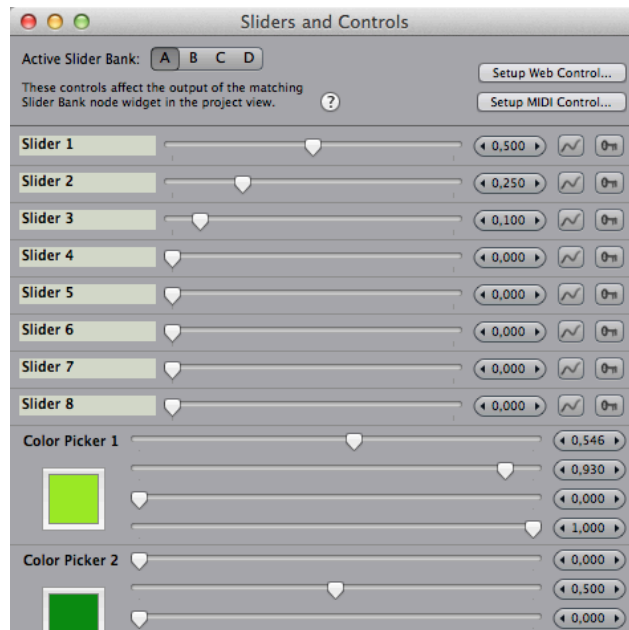 Sliders and Controls
Active Slider Bank: A B C D
Setup Web Control...
These controls affect the output of the matching
Slider Bank node widget in the project view. ?
Setup MIDI Control...
Slider 1 0,500
Slider 2 0,250
Slider 3 0,100
Slider 4 0,000
Slider 5 0,000
Slider 6 0,000
Slider 7 0,000
Slider 8 0,000
Color Picker 1 0,546
0,930
0,000
1,000
Color Picker 2 0,000
0,500
0,000